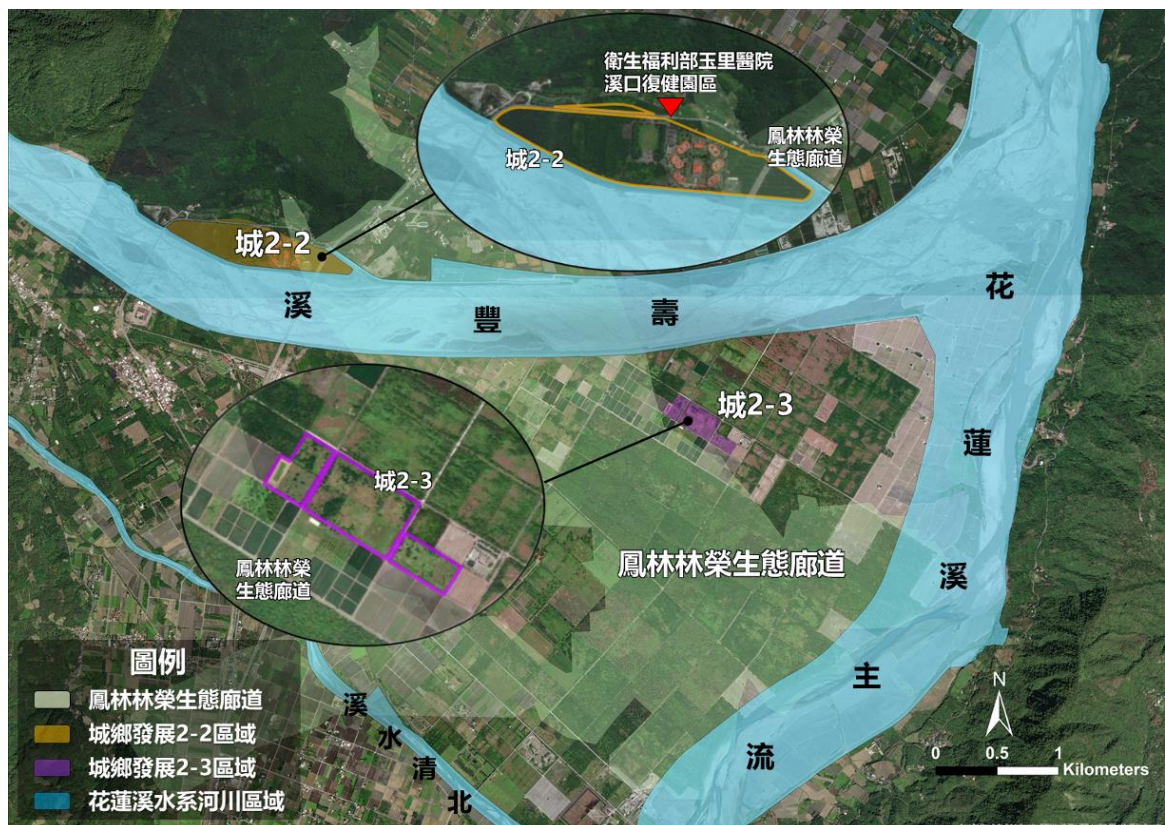 衛生福利部玉里醫院
溪口復健園區
鳳林林榮
生態廊道
城2-2
城2-2
花
壽
豐
溪
城2-3
蓮
城2-3
鳳林林榮
生態廊道
鳳林林榮生態廊道
溪
主
流
溪
水
清
北
圖例
鳳林林榮生態廊道
城鄉發展2-2區域
城鄉發展2-3區域
花蓮溪水系河川區域
N
0 0.5 1
Kilometers